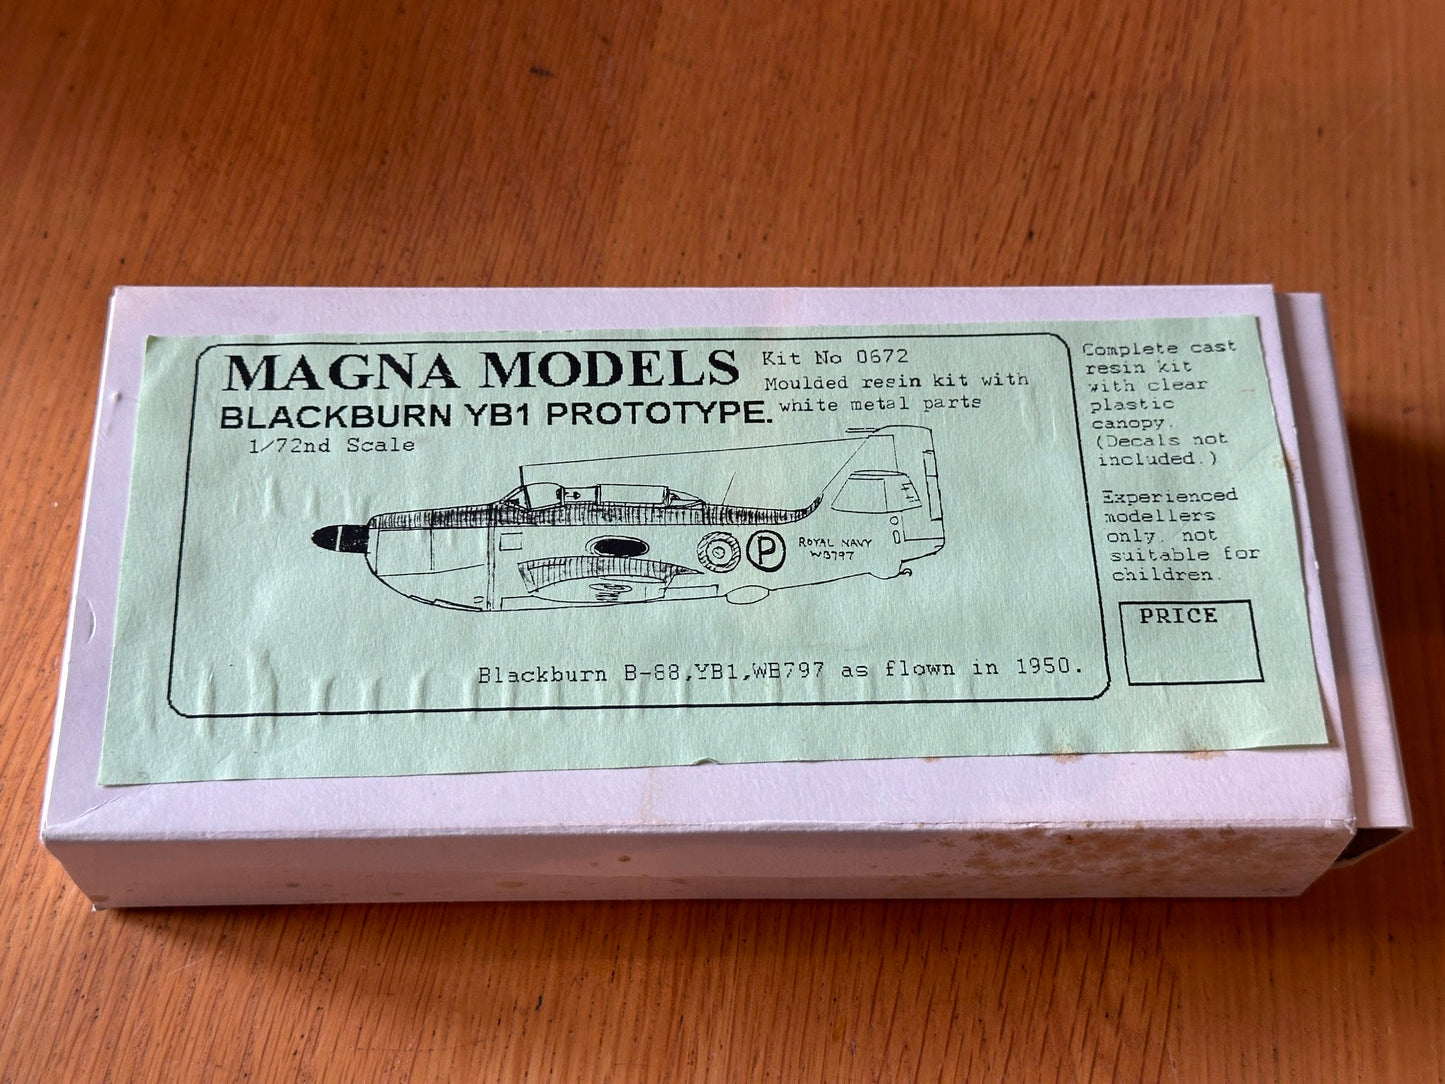 MAGNA MODELS
BLACKBURN YB1 PROTOTYPE.
1/72nd Scale
Kit No 0672
Moulded resin kit with
white metal parts
P
ROYAL NAVY
WB797
Blackburn B-88,YB1,WB797 as flown in 1950.
Complete cast
resin kit
with clear
plastic
canopy.
(Decals not
included.)
Experienced
modellers
only. not
suitable for
children.
PRICE